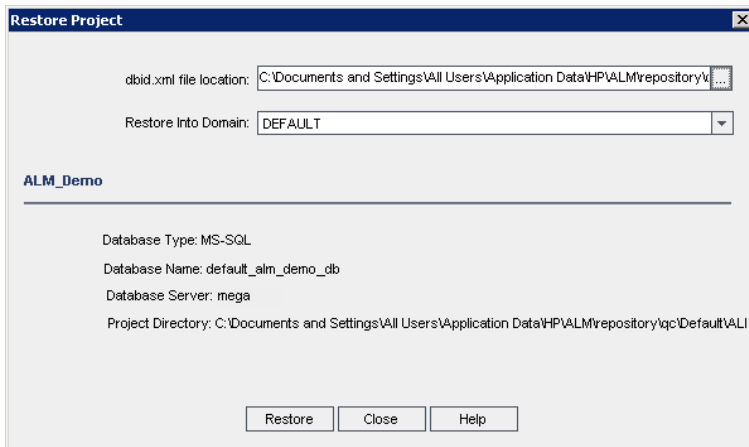 Restore Project
dbid.xml file location: C:\Documents and Settings\All Users\Application Data\HP\ALM\repository\q ...
Restore Into Domain: DEFAULT
ALM_Demo
Database Type: MS-SQL
Database Name: default_alm_demo_db
Database Server: mega
Project Directory: C:\Documents and Settings\All Users\Application Data\HP\ALM\repository\qc\Default\ALI
Restore Close Help